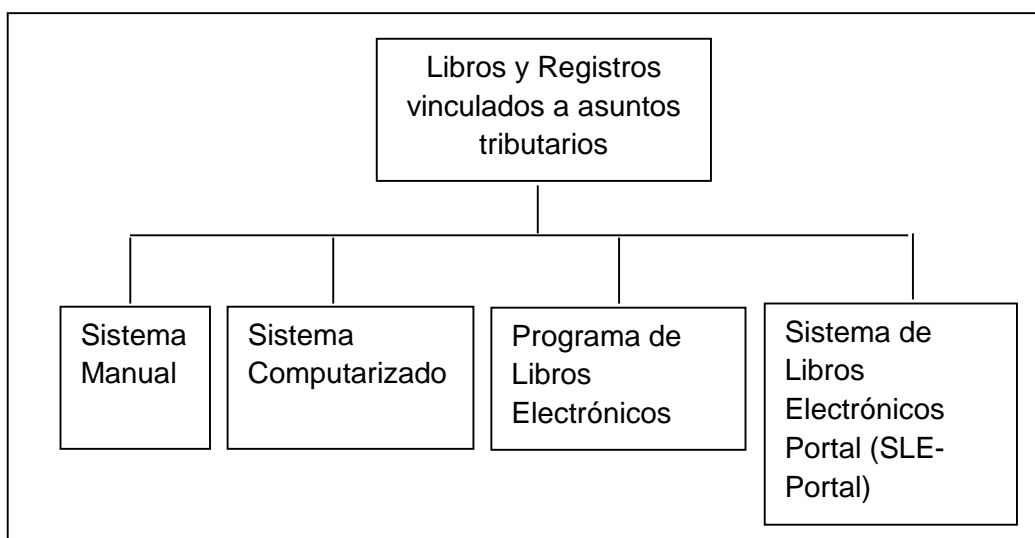 Libros y Registros
vinculados a asuntos
tributarios
Sistema
Manual
Sistema
Computarizado
Programa de
Libros
Electrónicos
Sistema de
Libros
Electrónicos
Portal (SLE-
Portal)